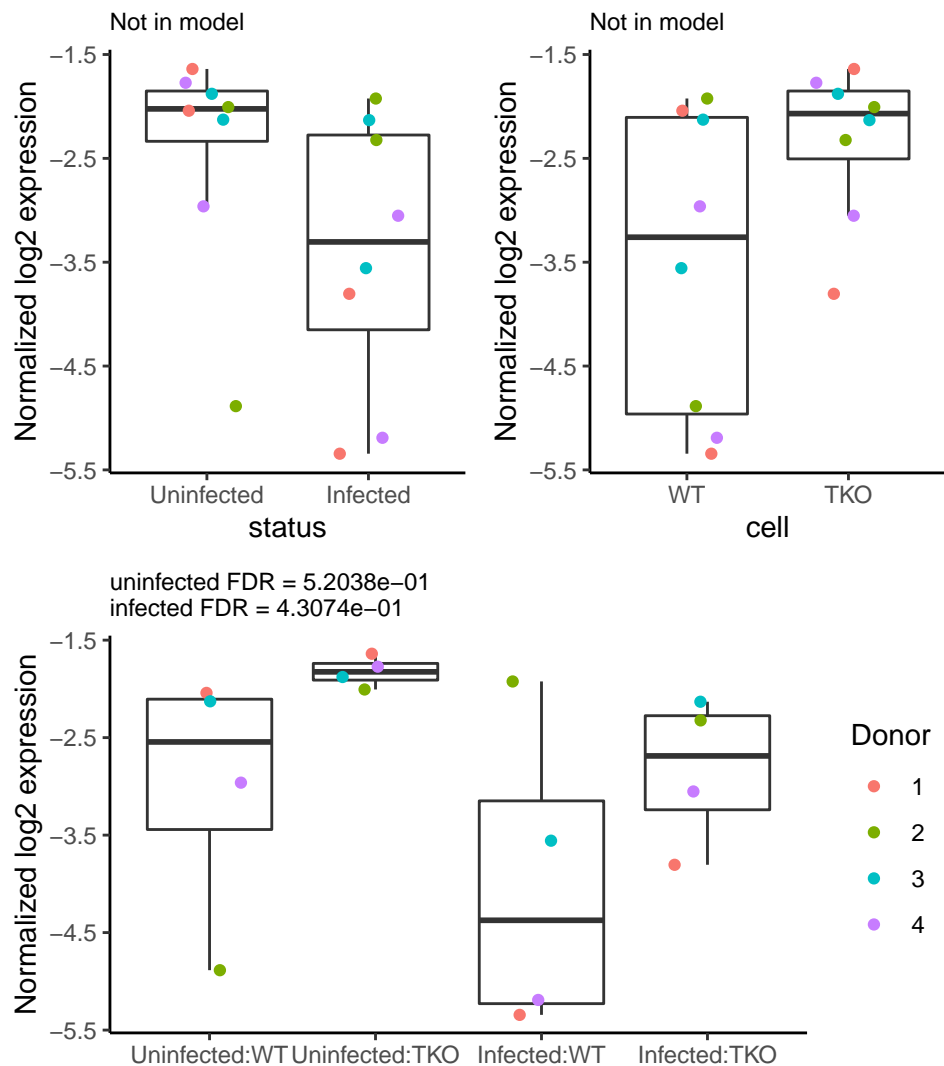 Not in model
Normalized log2 expression
−1.5
−2.5
−3.5
−4.5
−5.5
Uninfected Infected
status
Not in model
Normalized log2 expression
−1.5
−2.5
−3.5
−4.5
−5.5
WT TKO
cell
uninfected FDR = 5.2038e−01
infected FDR = 4.3074e−01
Normalized log2 expression
−1.5
−2.5
−3.5
−4.5
−5.5
Uninfected:WT Uninfected:TKO Infected:WT Infected:TKO
Donor
1
2
3
4